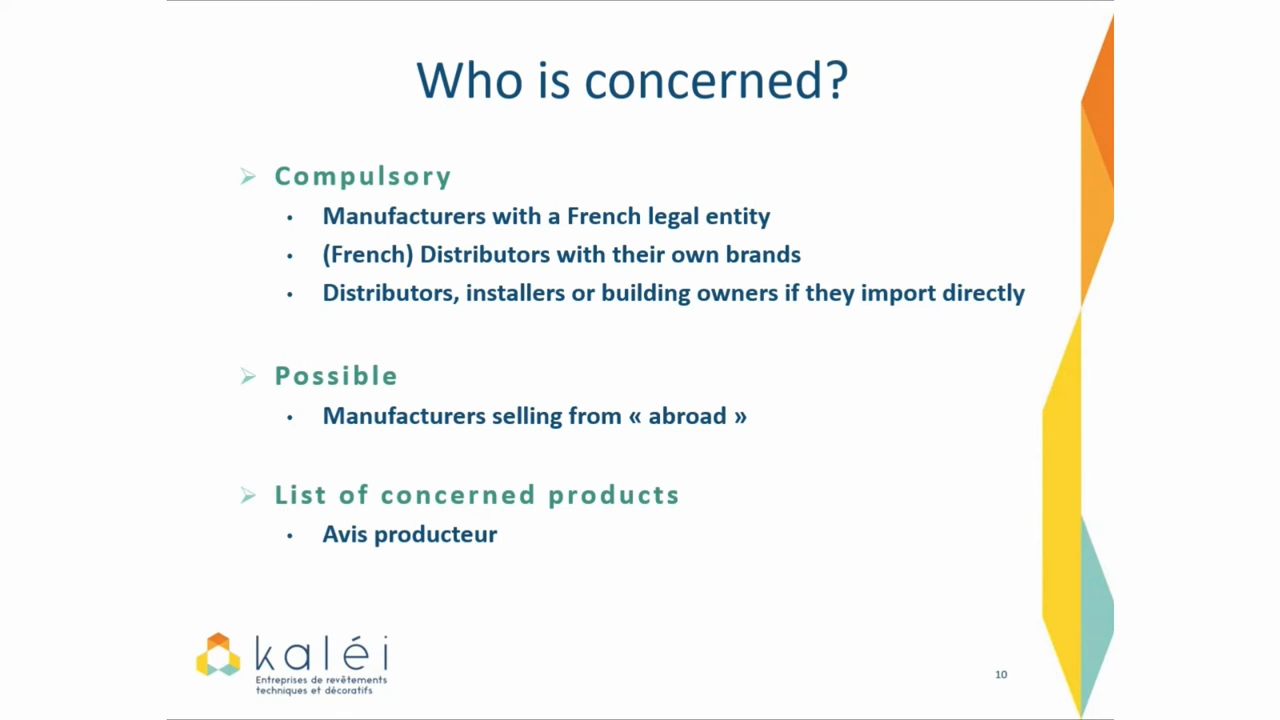 Who is concerned?
Compulsory
• Manufacturers with a French legal entity
• (French) Distributors with their own brands
• Distributors, installers or building owners if they import directly
Possible
• Manufacturers selling from « abroad »
List of concerned products
• Avis producteur
kaléi
Entreprises de revêtements
techniques et décoratifs
10